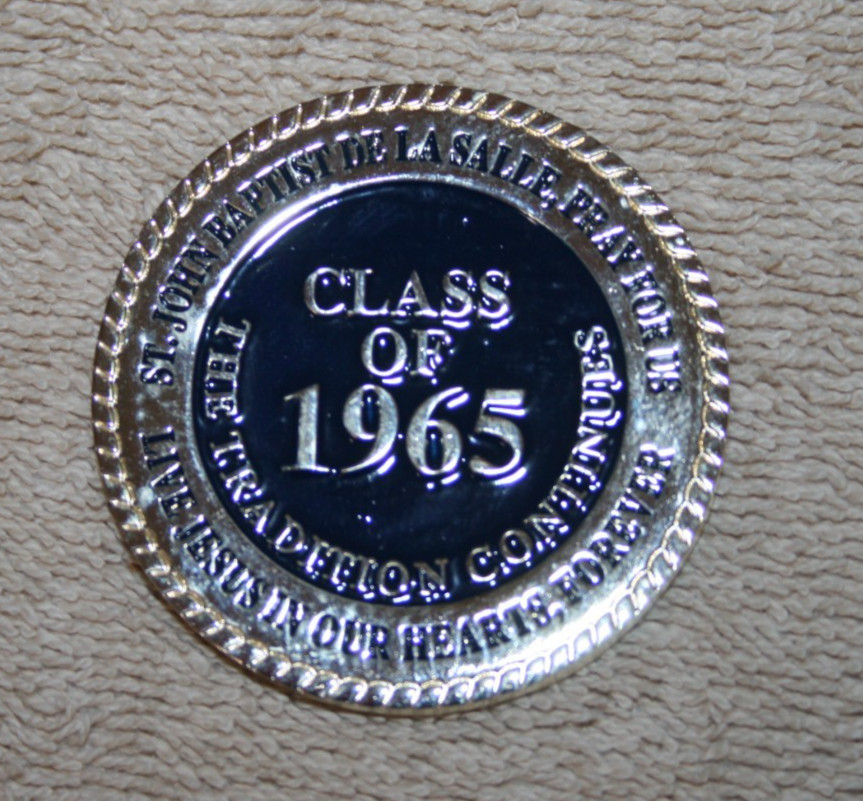 ST. JOHN BAPTIST DE LA SALLE, PRAY FOR US
CLASS
OF
1965
THE TRADITION CONTINUES
LIVE JESUS IN OUR HEARTS, FOREVER